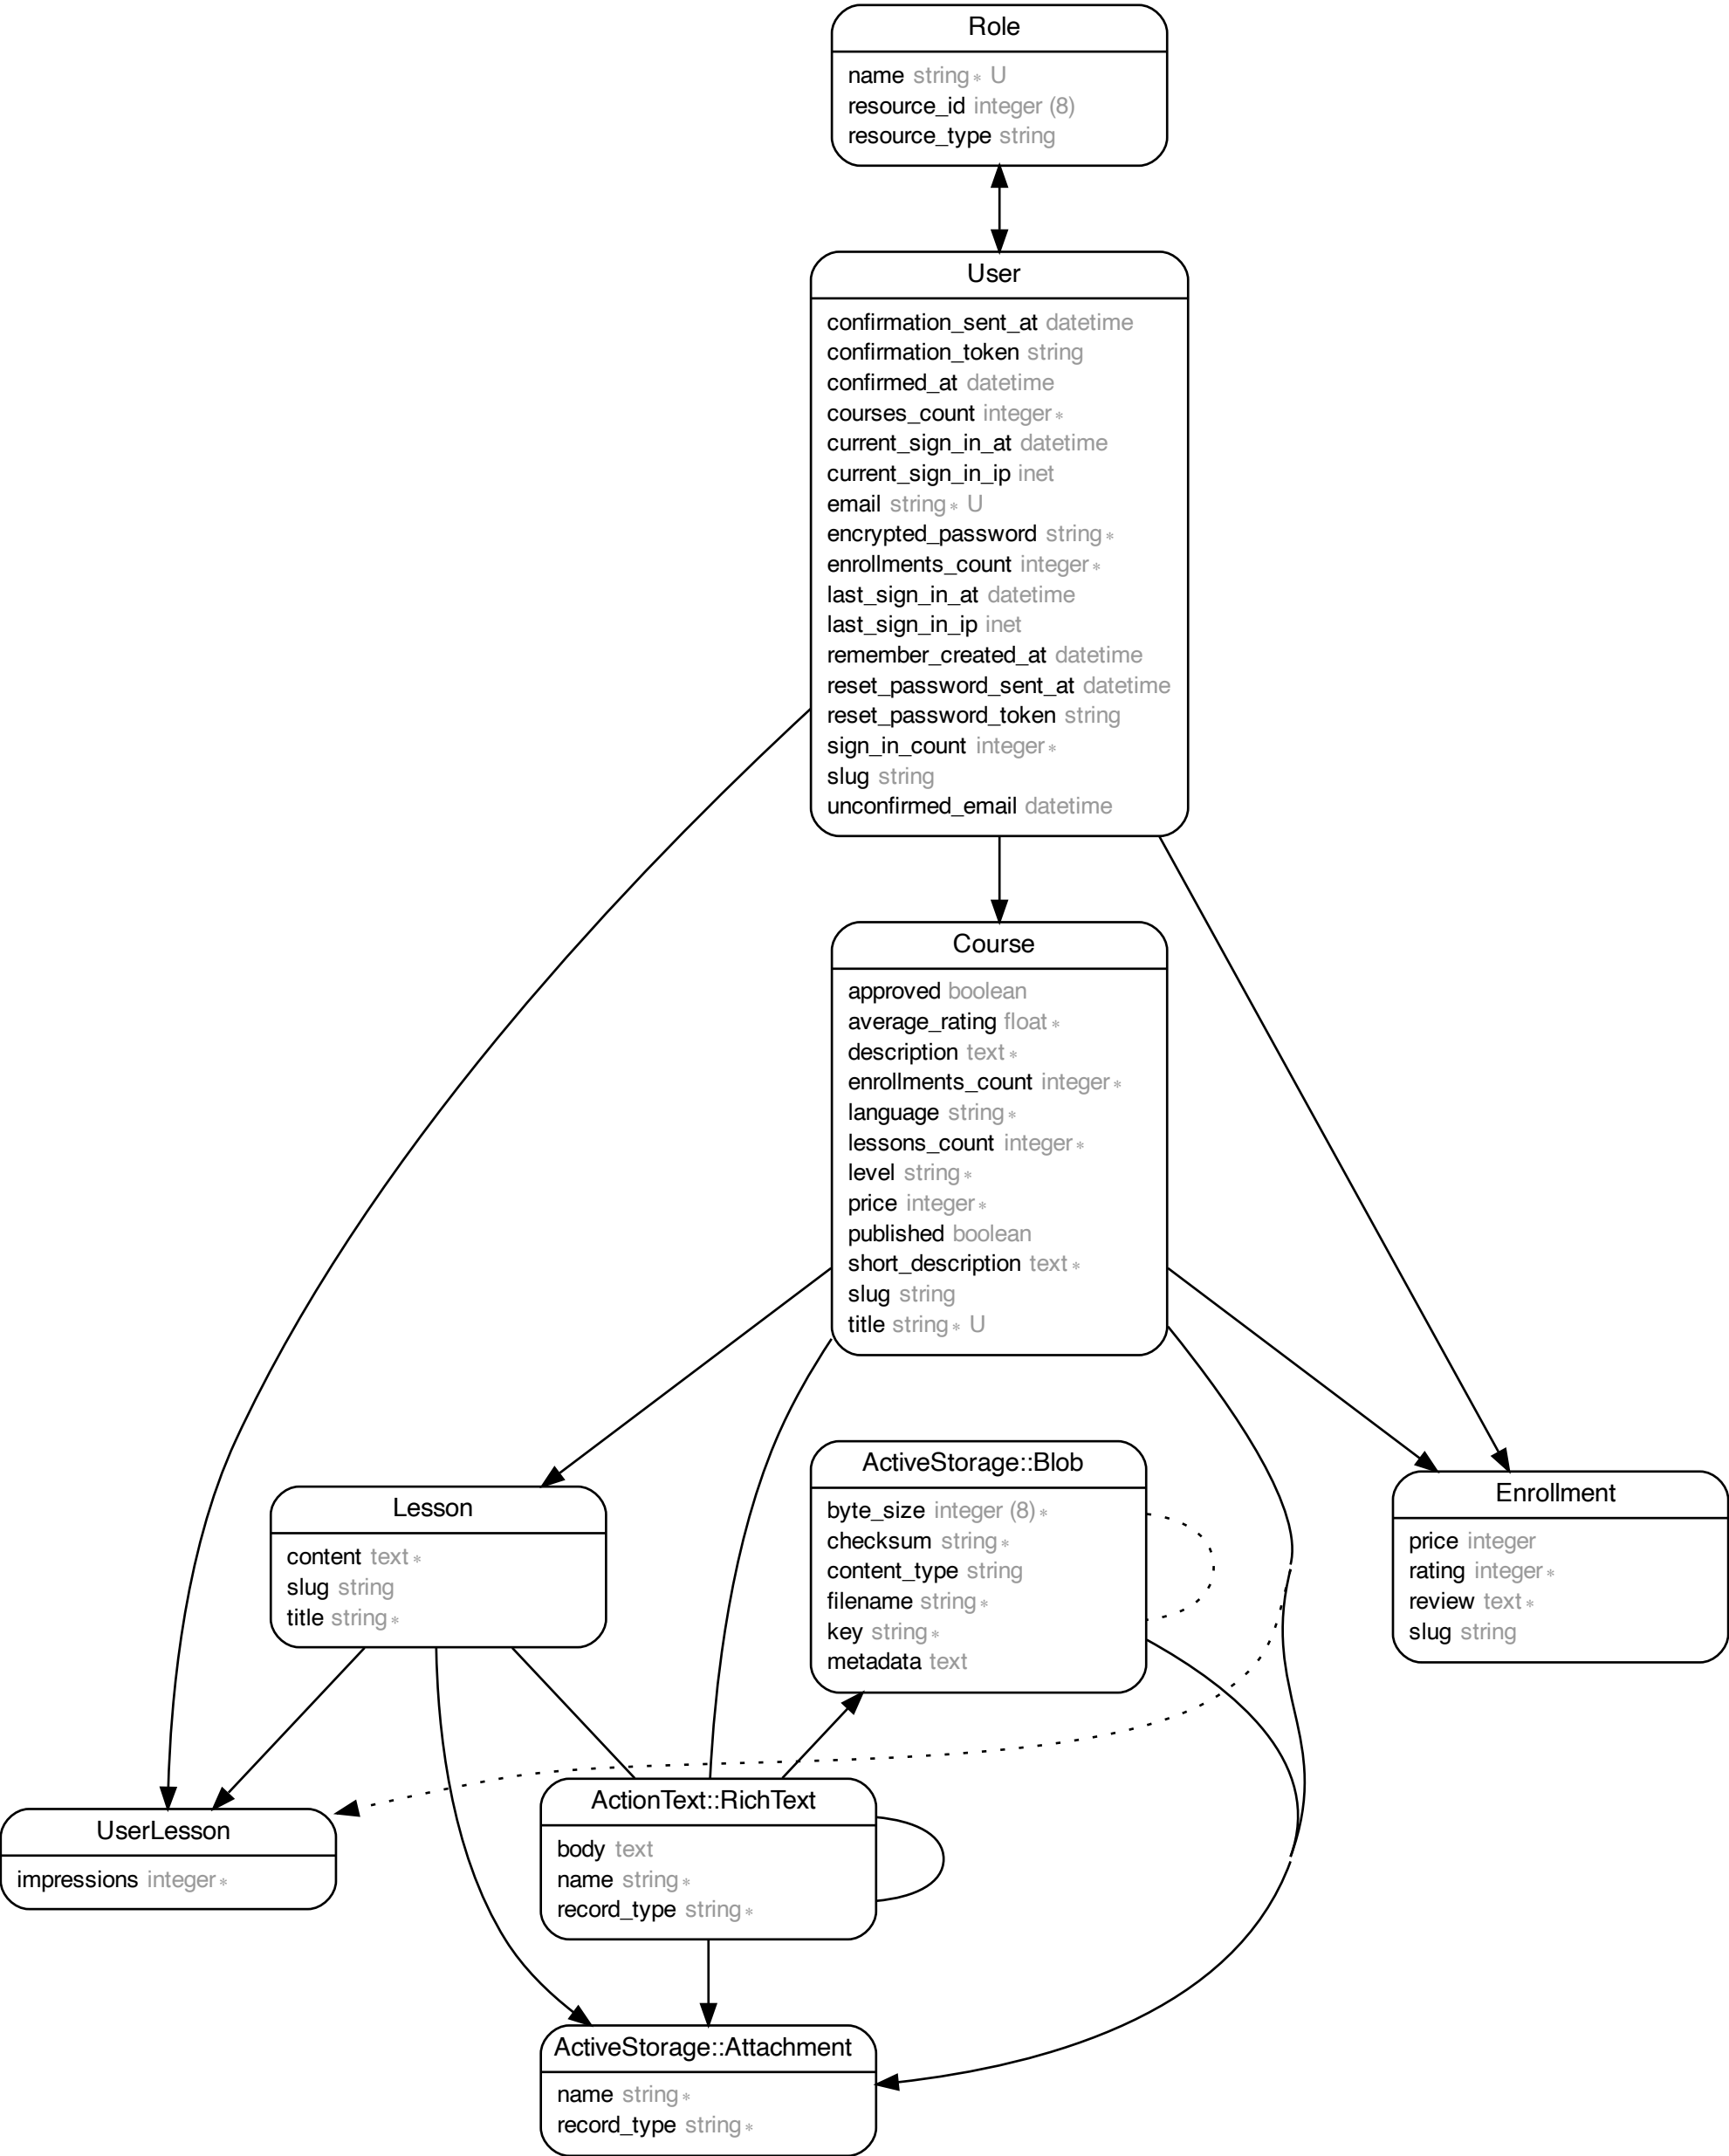 Role
name string* U
resource_id integer (8)
resource_type string
User
confirmation_sent_at datetime
confirmation_token string
confirmed_at datetime
courses_count integer*
current_sign_in_at datetime
current_sign_in_ip inet
email string* U
encrypted_password string*
enrollments_count integer*
last_sign_in_at datetime
last_sign_in_ip inet
remember_created_at datetime
reset_password_sent_at datetime
reset_password_token string
sign_in_count integer*
slug string
unconfirmed_email datetime
Course
approved boolean
average_rating float*
description text*
enrollments_count integer*
language string*
lessons_count integer*
level string*
price integer*
published boolean
short_description text*
slug string
title string* U
Lesson
content text*
slug string
title string*
ActiveStorage::Blob
byte_size integer (8)*
checksum string*
content_type string
filename string*
key string*
metadata text
Enrollment
price integer
rating integer*
review text*
slug string
UserLesson
impressions integer*
ActionText::RichText
body text
name string*
record_type string*
ActiveStorage::Attachment
name string*
record_type string*